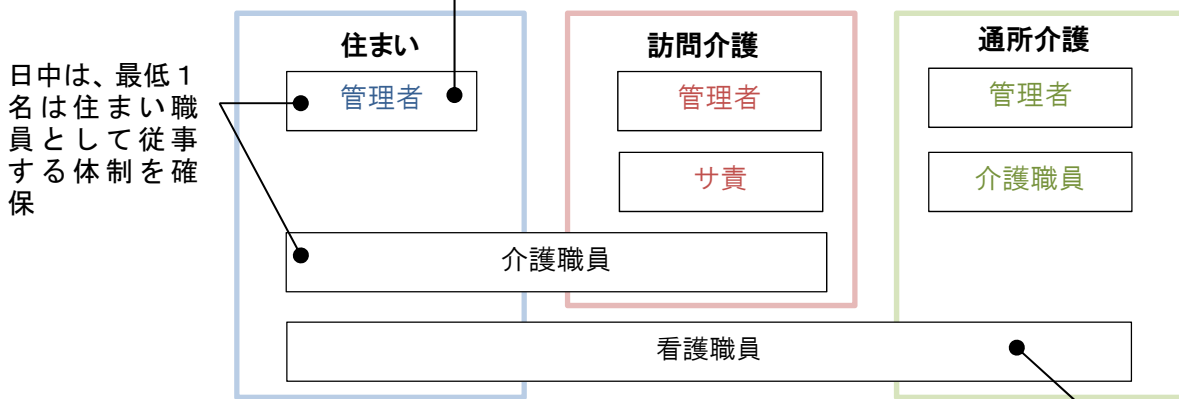 住まい
訪問介護
通所介護
日中は、最低１
名は住まい職
員として従事
する体制を確
保
管理者
管理者
管理者
サ責
介護職員
介護職員
看護職員